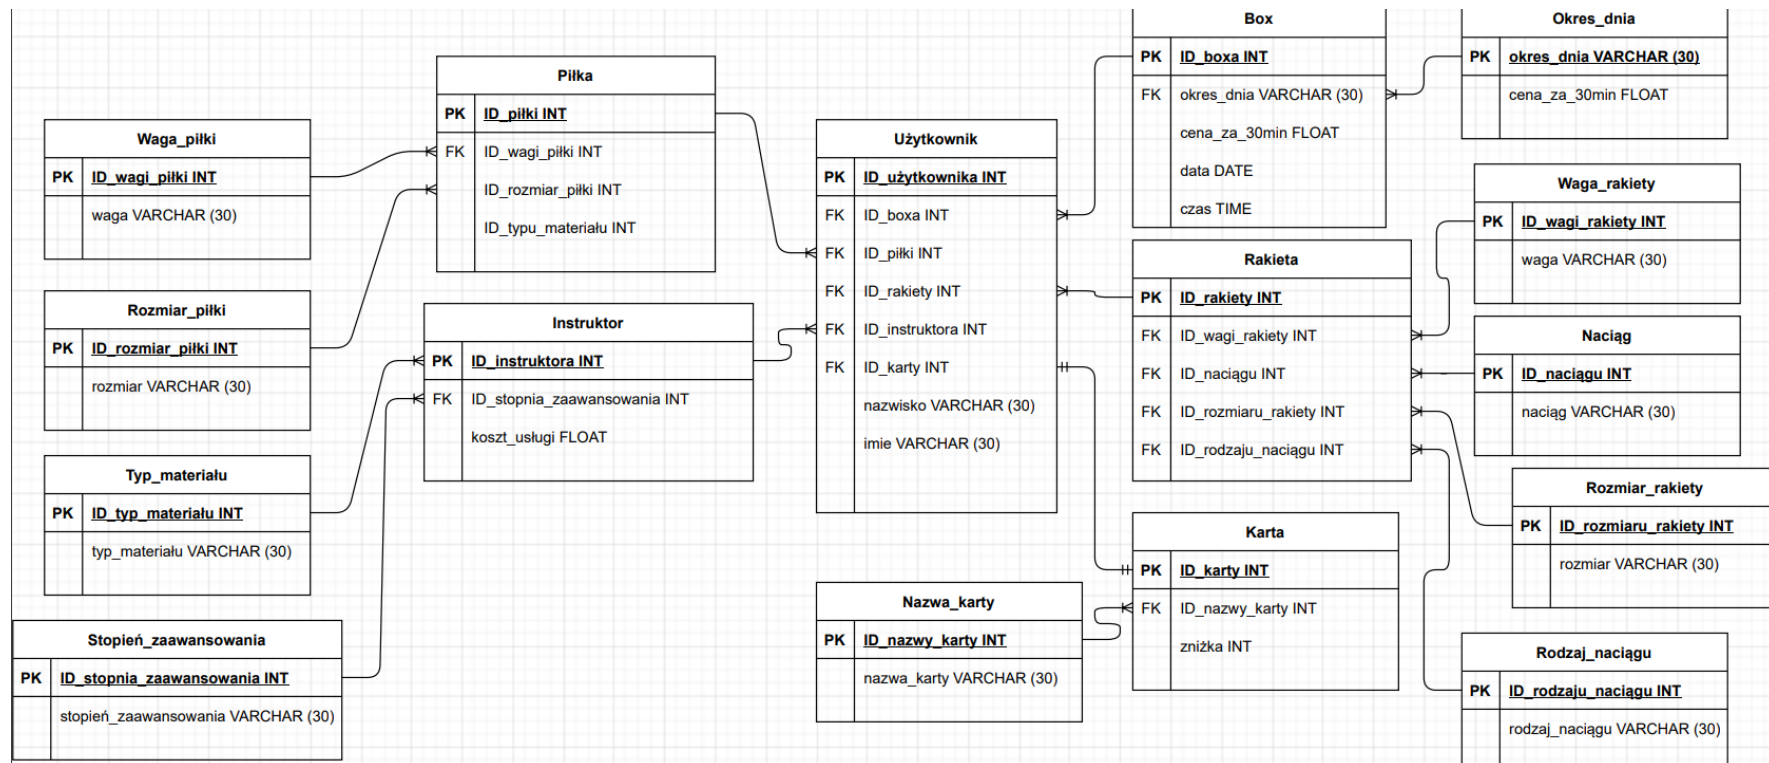 Waga_piłki
PK ID_wagi_piłki INT
waga VARCHAR (30)
Rozmiar_piłki
PK ID_rozmiar_piłki INT
rozmiar VARCHAR (30)
Typ_materiału
PK ID_typ_materiału INT
typ_materiału VARCHAR (30)
Stopień_zaawansowania
PK ID_stopnia_zaawansowania INT
stopień_zaawansowania VARCHAR (30)
Piłka
PK ID_piłki INT
FK ID_wagi_piłki INT
ID_rozmiar_piłki INT
ID_typu_materiału INT
Instruktor
PK ID_instruktora INT
FK ID_stopnia_zaawansowania INT
koszt_usługi FLOAT
Użytkownik
PK ID_użytkownika INT
FK ID_boxa INT
FK ID_piłki INT
FK ID_rakiety INT
FK ID_instruktora INT
FK ID_karty INT
nazwisko VARCHAR (30)
imie VARCHAR (30)
Nazwa_karty
PK ID_nazwy_karty INT
nazwa_karty VARCHAR (30)
Box
PK ID_boxa INT
FK okres_dnia VARCHAR (30)
cena_za_30min FLOAT
data DATE
czas TIME
Rakieta
PK ID_rakiety INT
FK ID_wagi_rakiety INT
FK ID_naciągu INT
FK ID_rozmiaru_rakiety INT
FK ID_rodzaju_naciągu INT
Karta
PK ID_karty INT
FK ID_nazwy_karty INT
zniżka INT
Okres_dnia
PK okres_dnia VARCHAR (30)
cena_za_30min FLOAT
Waga_rakiety
PK ID_wagi_rakiety INT
waga VARCHAR (30)
Naciąg
PK ID_naciągu INT
naciąg VARCHAR (30)
Rozmiar_rakiety
PK ID_rozmiaru_rakiety INT
rozmiar VARCHAR (30)
Rodzaj_naciągu
PK ID_rodzaju_naciągu INT
rodzaj_naciągu VARCHAR (30)